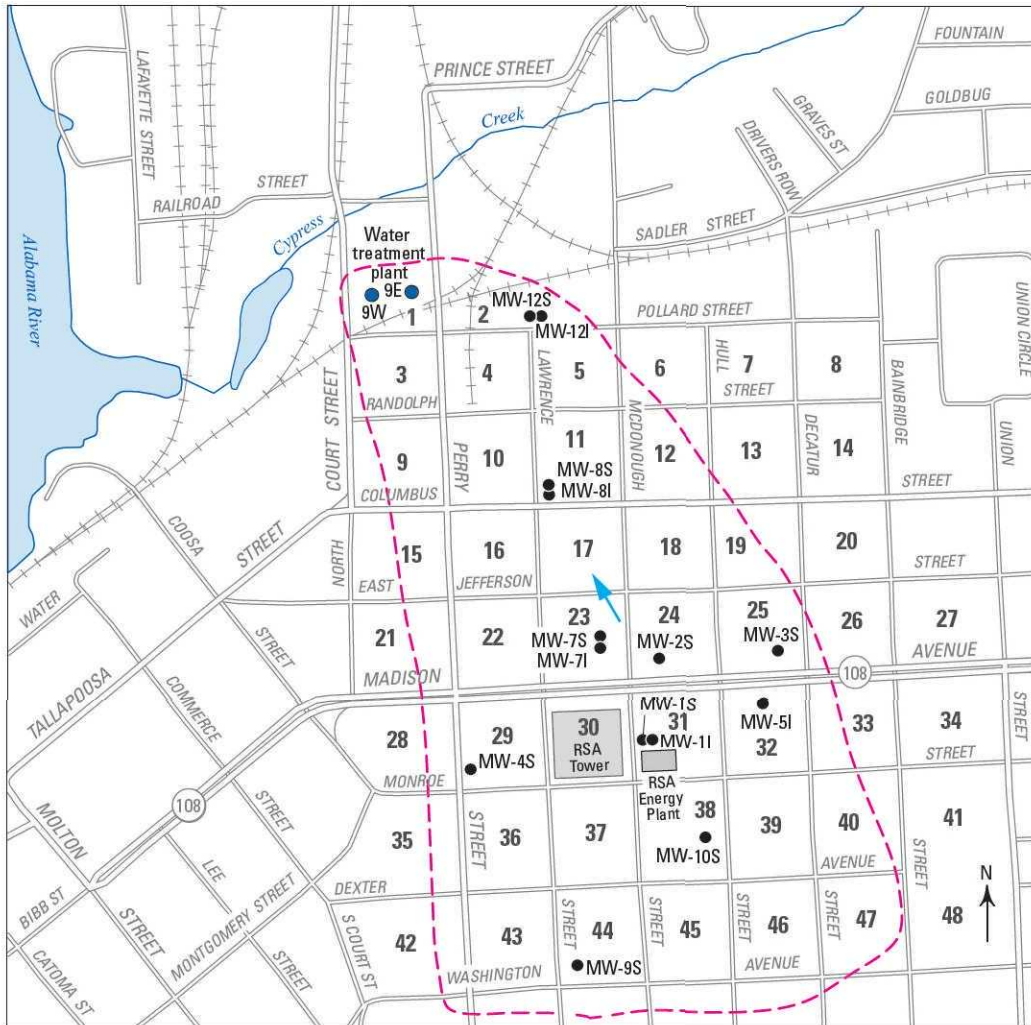 FOUNTAIN
LAFAYETTE STREET
PRINCE STREET
GOLDBUG
GRAVES ST
Creek
DRIVERS ROW
RAILROAD STREET
SADLER STREET
Cypress
Water
treatment
plant
9E
9W
Alabama River
MW-12S
MW-12I
1
2
POLLARD STREET
UNION CIRCLE
3
4
5
6
7
8
HULL
STREET
RANDOLPH
LAWRENCE
MCDONOUGH
DECATUR
BAINBRIDGE
UNION
COURT STREET
PERRY
9
10
11
12
13
14
MW-8S
MW-8I
COLUMBUS
STREET
COOSA
STREET
NORTH
15
16
17
18
19
20
EAST
JEFFERSON
STREET
WATER
21
22
23
24
25
26
27
MW-7S
MW-7I
MW-2S
MW-3S
MADISON
AVENUE
STREET
TALLAPOOSA
COMMERCE
108
MW-1S
MW-1I
MW-5I
28
29
30
RSA
Tower
31
32
33
34
STREET
STREET
MW-4S
MONROE
RSA
Energy
Plant
108
MOLTON
STREET
LEE
35
STREET
36
37
38
39
40
41
MW-10S
AVENUE
STREET
DEXTER
BIBB ST
STREET
MONTGOMERY STREET
N
S COURT ST
42
43
STREET
44
STREET
45
STREET
46
STREET
47
48
CATOMA ST
STREET
WASHINGTON
MW-9S
AVENUE